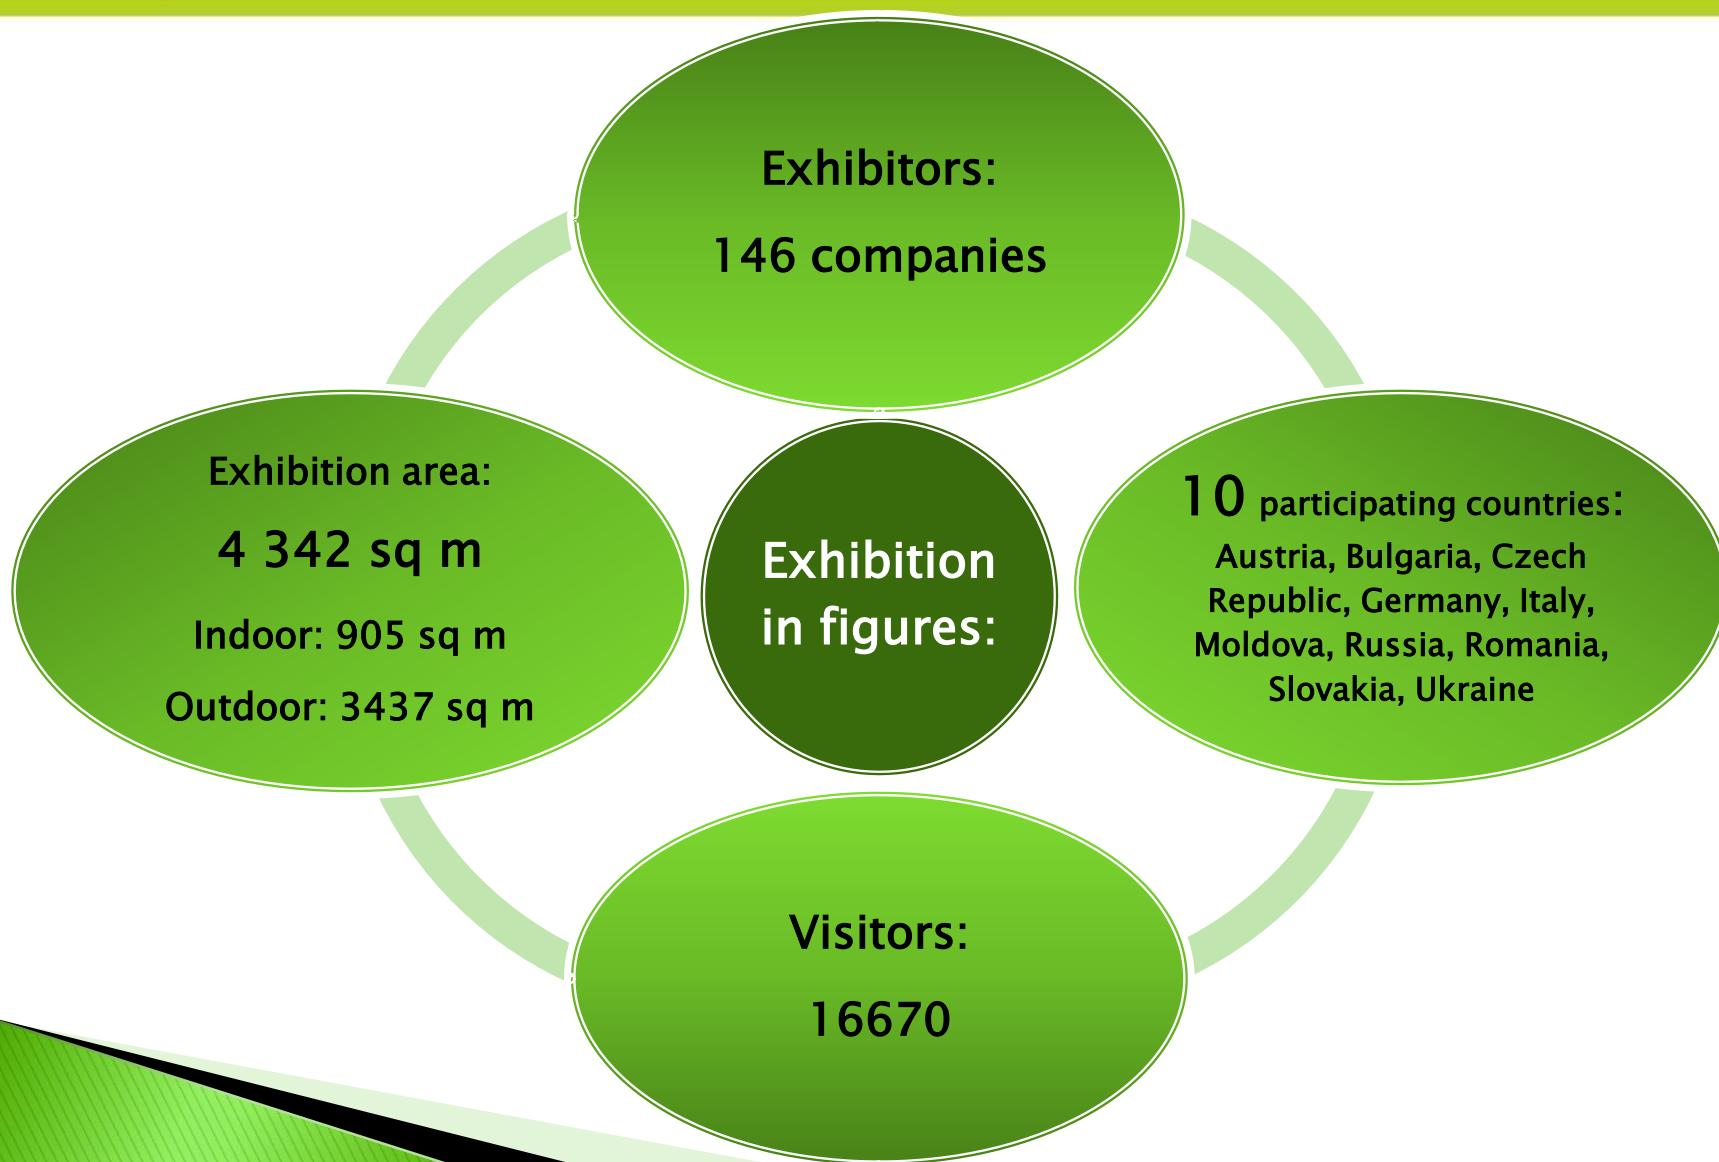 Exhibitors:
146 companies
Exhibition area:
4 342 sq m
Indoor: 905 sq m
Outdoor: 3437 sq m
Exhibition
in figures:
10 participating countries:
Austria, Bulgaria, Czech
Republic, Germany, Italy,
Moldova, Russia, Romania,
Slovakia, Ukraine
Visitors:
16670